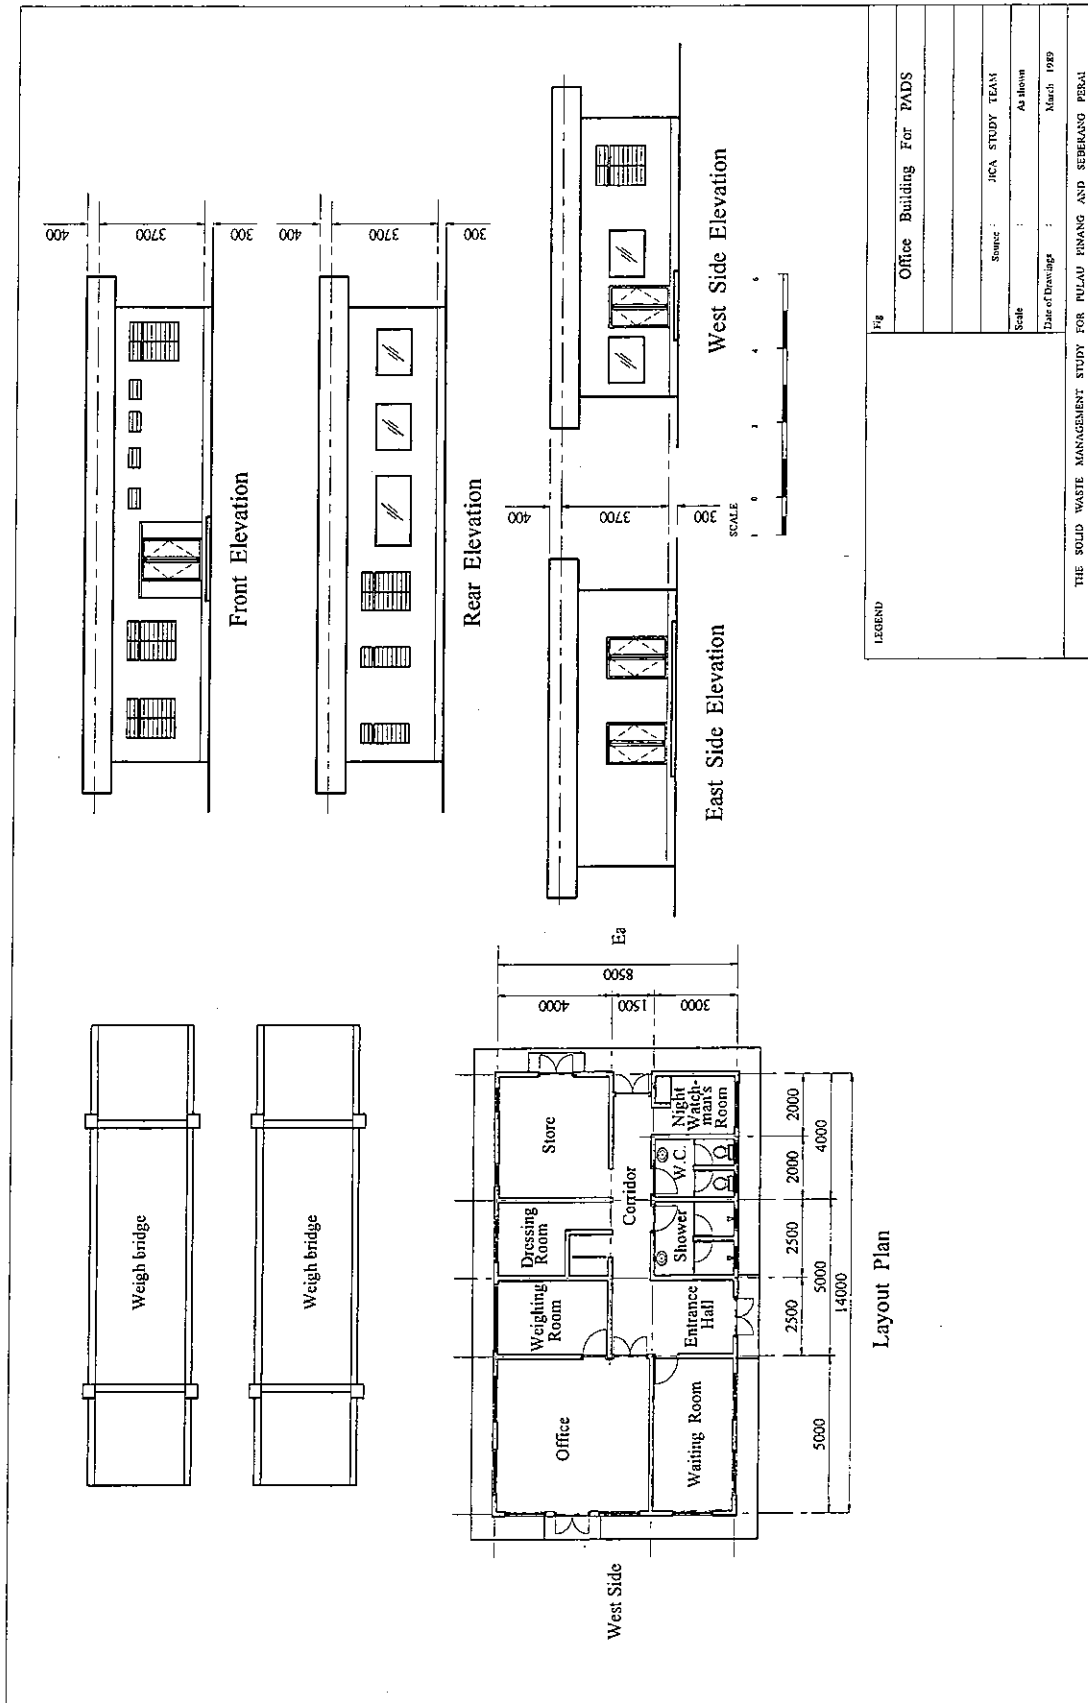 Weigh bridge
Weigh bridge
400
3700
300
Front Elevation
400
3700
300
Rear Elevation
400
3700
300
East Side Elevation
West Side Elevation
SCALE
1 0 2 4 6
West Side
Ea
Office
Weighing
Room
Dressing
Room
Store
Corridor
Waiting Room
Entrance
Hall
Shower
W.C.
Night
Watch-
man's
Room
4000
1500
3000
8500
5000
2500
2500
2000
2000
5000
4000
14000
Layout Plan
LEGEND
Fig
Office Building For PADS
Source : JICA STUDY TEAM
Scale : As shown
Date of Drawings : March 1989
THE SOLID WASTE MANAGEMENT STUDY FOR PULAU PINANG AND SEBERANG PERAI